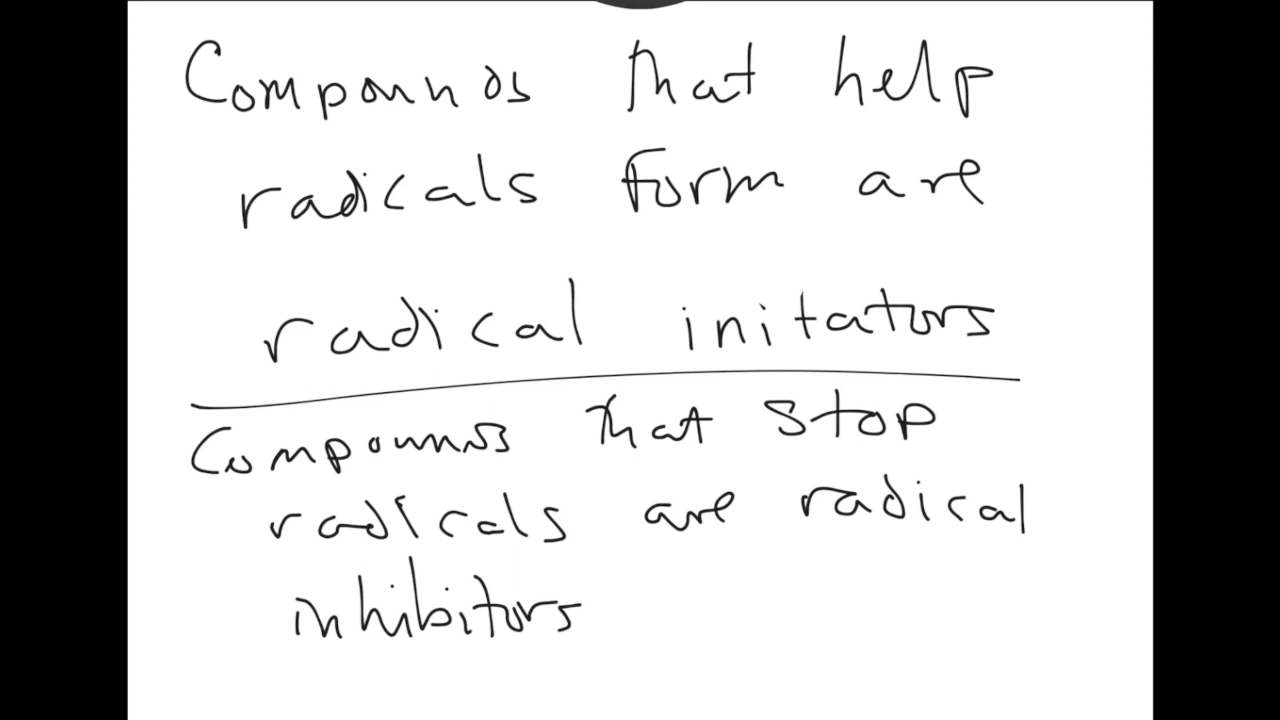 Compounds that help
radicals form are
radical initators
Compounds that stop
radicals are radical
inhibitors